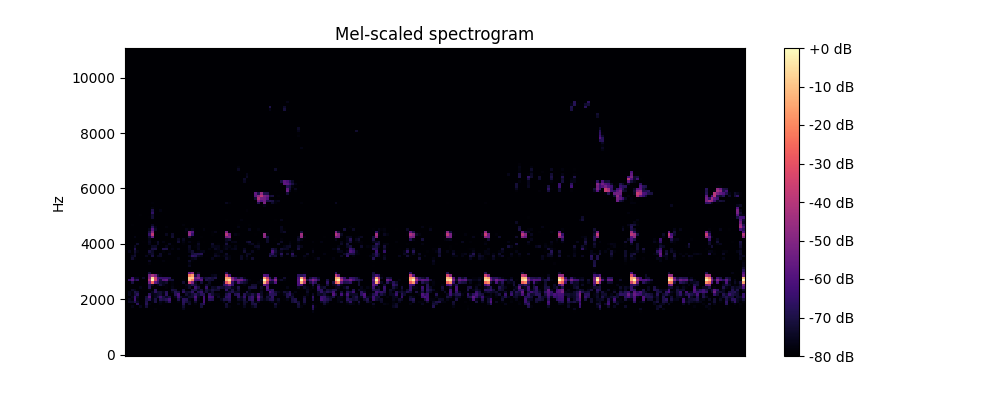 Mel-scaled spectrogram
Hz
10000
8000
6000
4000
2000
0
+0 dB
-10 dB
-20 dB
-30 dB
-40 dB
-50 dB
-60 dB
-70 dB
-80 dB